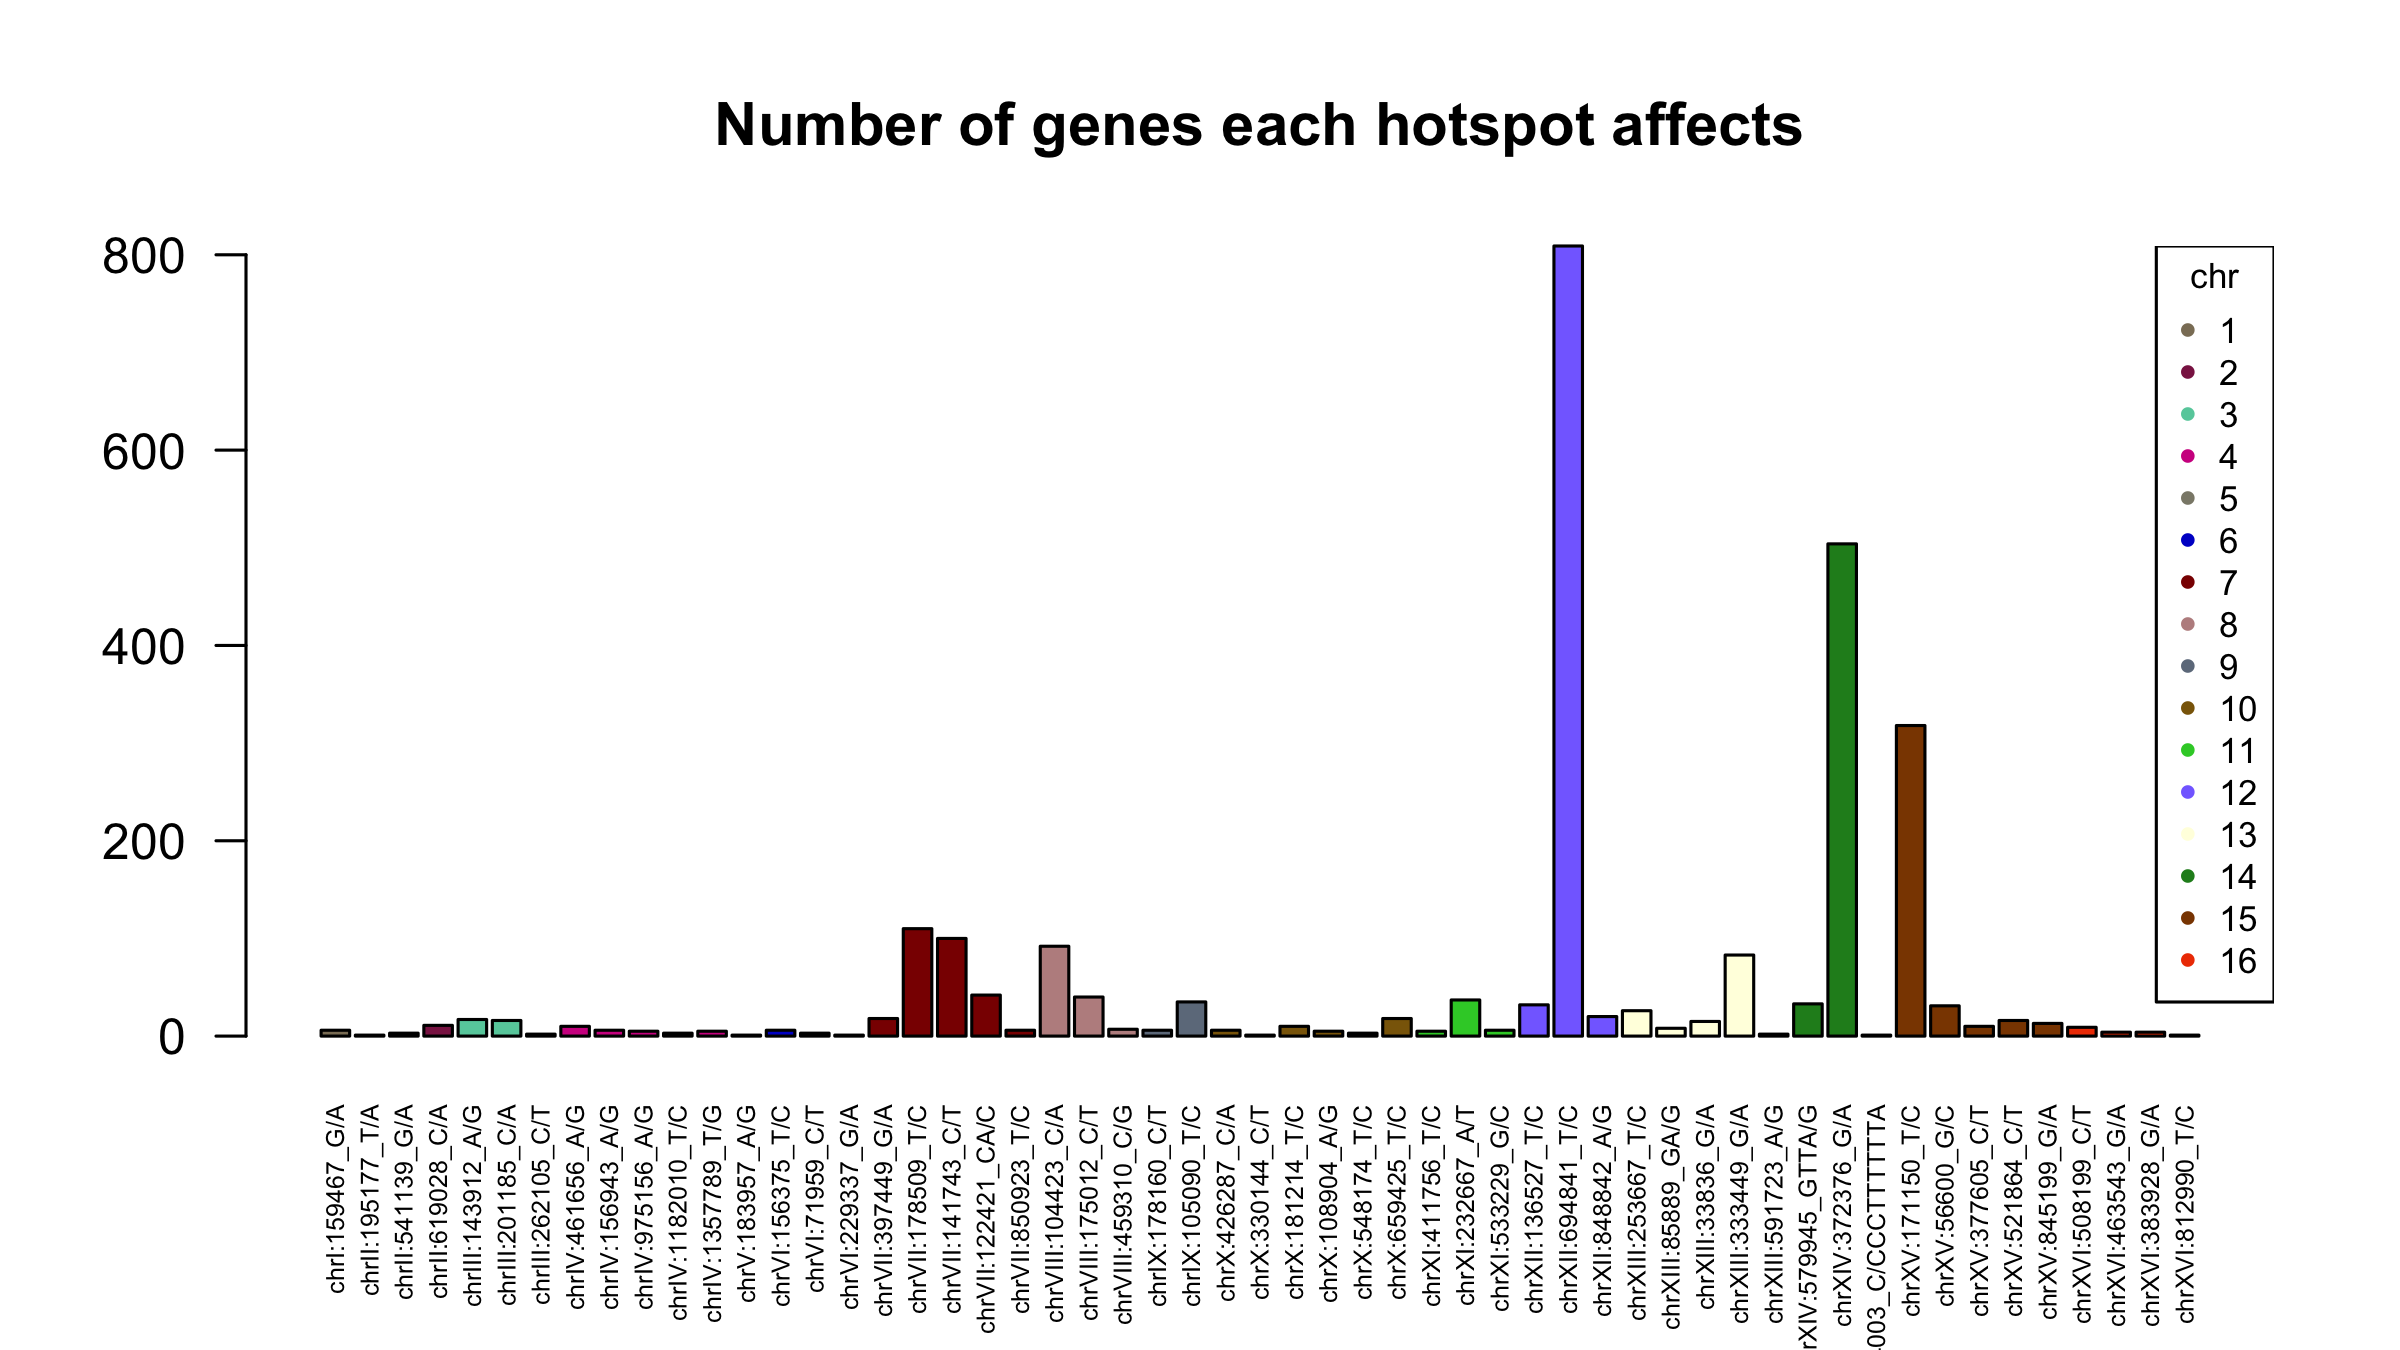 Number of genes each hotspot affects
800
600
400
200
0
chr
1
2
3
4
5
6
7
8
9
10
11
12
13
14
15
16
chrI:159467_G/A
chrII:195177_T/A
chrII:541139_G/A
chrII:619028_C/A
chrIII:143912_A/G
chrIII:201185_C/A
chrIII:262105_C/T
chrIV:461656_A/G
chrIV:156943_A/G
chrIV:975156_A/G
chrIV:1182010_T/C
chrIV:1357789_T/G
chrV:183957_A/G
chrVI:156375_T/C
chrVI:71959_C/T
chrVI:229337_G/A
chrVII:397449_G/A
chrVII:178509_T/C
chrVII:141743_C/T
chrVII:122421_CA/C
chrVII:850923_T/C
chrVIII:104423_C/A
chrVIII:175012_C/T
chrVIII:459310_C/G
chrIX:178160_C/T
chrIX:105090_T/C
chrX:426287_C/A
chrX:330144_C/T
chrX:181214_T/C
chrX:108904_A/G
chrX:548174_T/C
chrX:659425_T/C
chrXI:411756_T/C
chrXI:232667_A/T
chrXI:533229_G/C
chrXII:136527_T/C
chrXII:694841_T/C
chrXII:848842_A/G
chrXIII:253667_T/C
chrXIII:85889_GA/G
chrXIII:33836_G/A
chrXIII:333449_G/A
chrXIII:591723_A/G
rXIV:579945_GTTA/G
chrXIV:372376_G/A
003_C/CCCTTTTTA
chrXV:171150_T/C
chrXV:56600_G/C
chrXV:377605_C/T
chrXV:521864_C/T
chrXV:845199_G/A
chrXVI:508199_C/T
chrXVI:463543_G/A
chrXVI:383928_G/A
chrXVI:812990_T/C